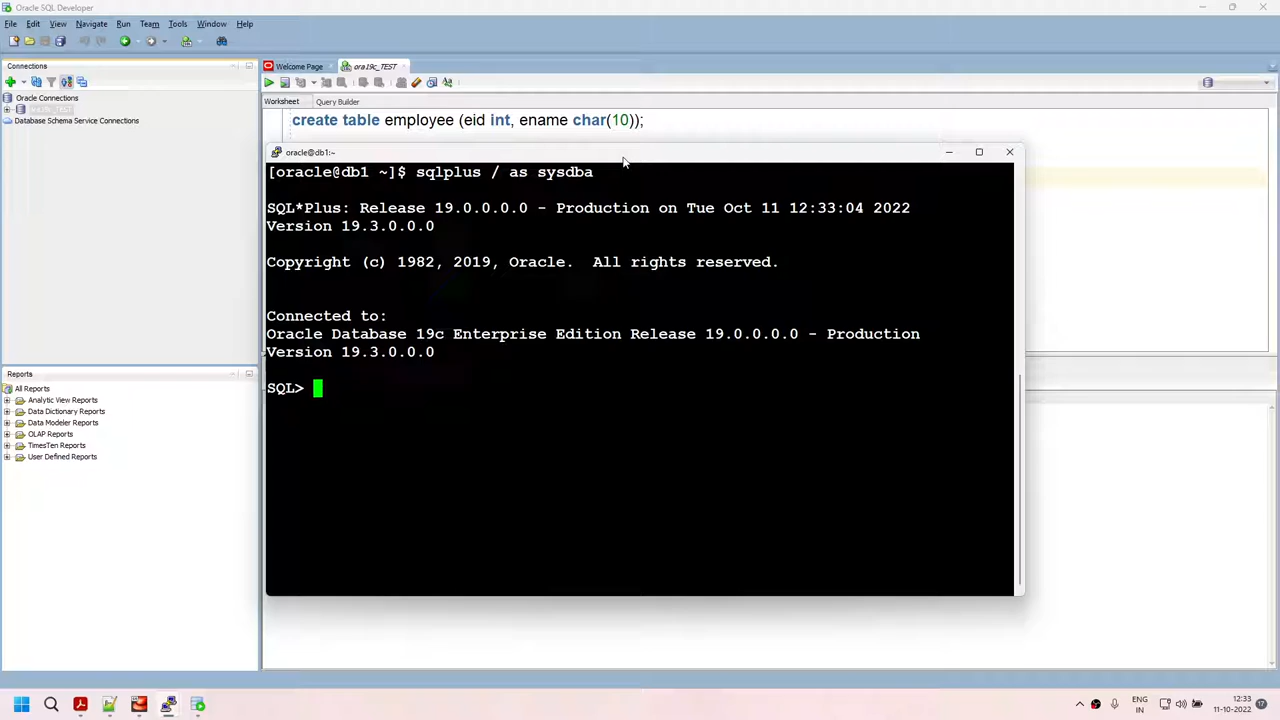 Oracle SQL Developer
File Edit View Navigate Run Team Tools Window Help
Connections
Welcome Page
ora19c_TEST
Oracle Connections
Database Schema Service Connections
Worksheet Query Builder
create table employee (eid int, ename char(10));
oracle@db1:~
[oracle@db1 ~]$ sqlplus / as sysdba
SQL*Plus: Release 19.0.0.0.0 - Production on Tue Oct 11 12:33:04 2022
Version 19.3.0.0.0
Copyright (c) 1982, 2019, Oracle.  All rights reserved.
Connected to:
Oracle Database 19c Enterprise Edition Release 19.0.0.0.0 - Production
Version 19.3.0.0.0
SQL>
Reports
All Reports
Analytic View Reports
Data Dictionary Reports
Data Modeler Reports
OLAP Reports
TimesTen Reports
User Defined Reports
ENG
IN
12:33
11-10-2022